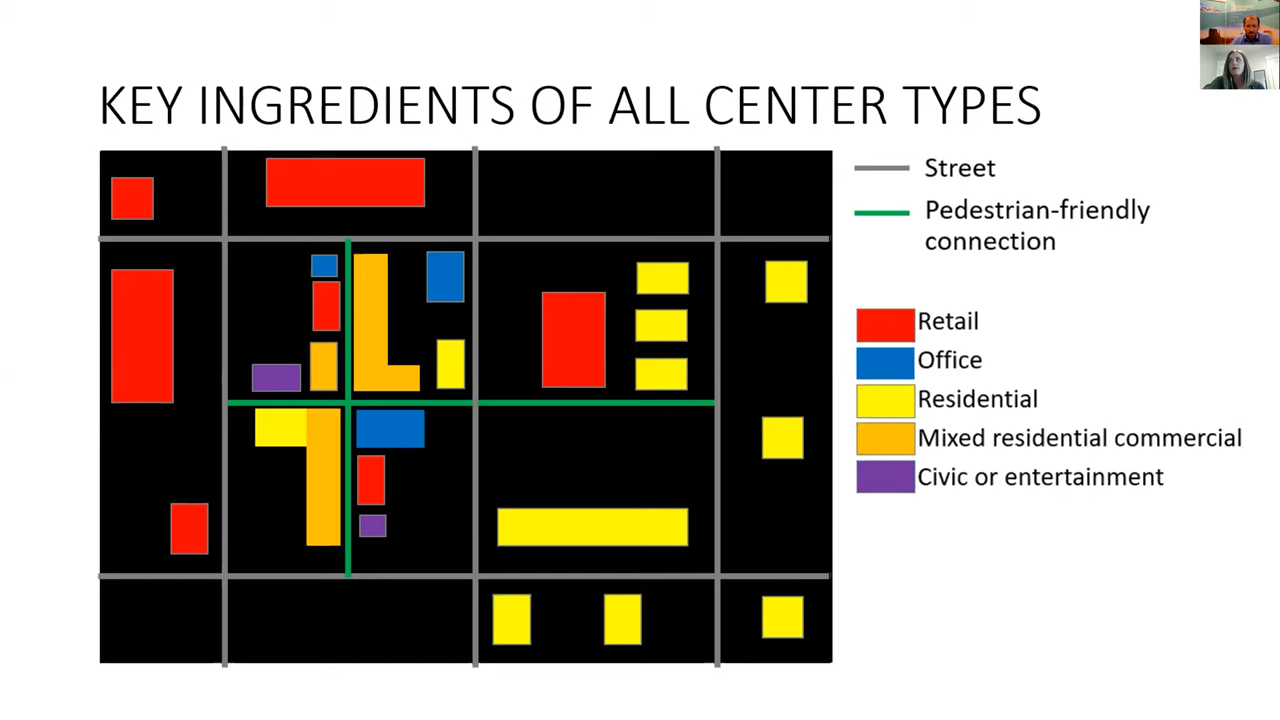 KEY INGREDIENTS OF ALL CENTER TYPES
Street
Pedestrian-friendly
connection
Retail
Office
Residential
Mixed residential commercial
Civic or entertainment